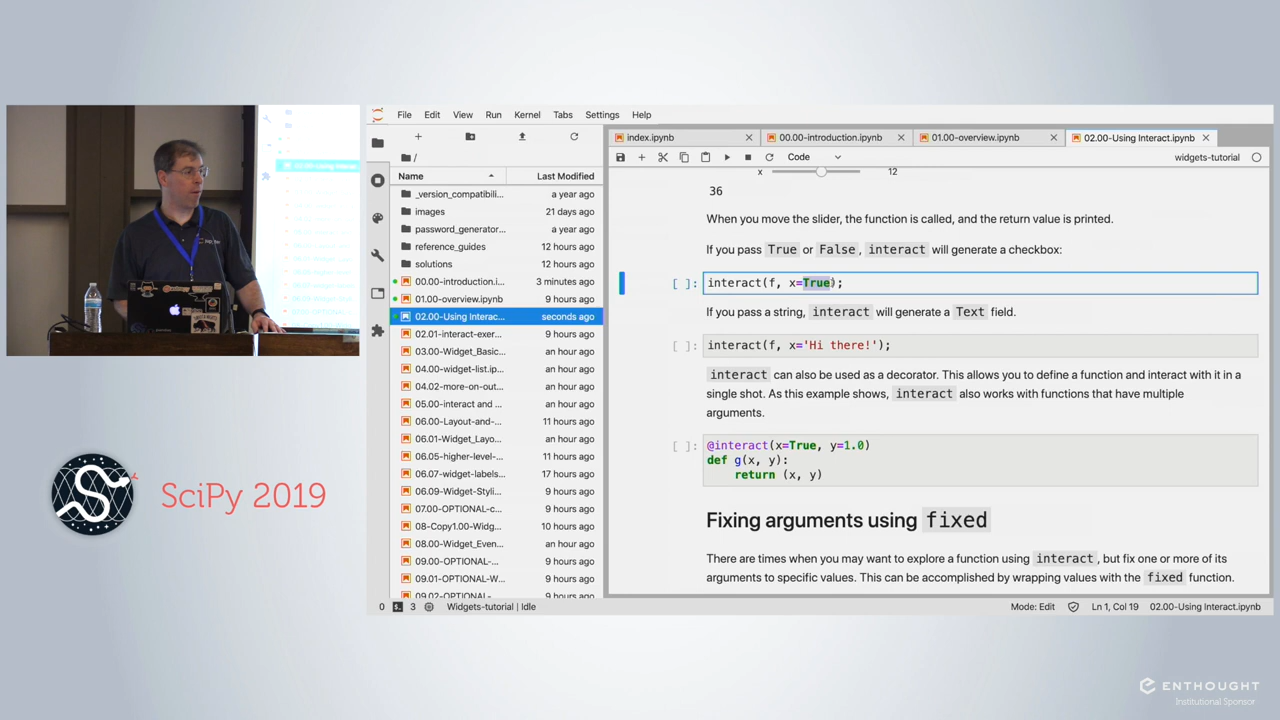 File Edit View Run Kernel Tabs Settings Help
/
Name Last Modified
_version_compatibili... a year ago
images 21 days ago
password_generator... a year ago
reference_guides 12 hours ago
solutions 12 hours ago
00.00-introduction.i... 3 minutes ago
01.00-overview.ipynb 9 hours ago
02.00-Using Interac... seconds ago
02.01-interact-exer... 9 hours ago
03.00-Widget_Basic... an hour ago
04.00-widget-list.ip... an hour ago
04.02-more-on-out... an hour ago
05.00-interact and ... an hour ago
06.00-Layout-and-... 11 hours ago
06.01-Widget_Layo... an hour ago
06.05-higher-level-... 11 hours ago
06.07-widget-labels... 17 hours ago
06.09-Widget-Styli... 9 hours ago
07.00-OPTIONAL-c... 9 hours ago
08-Copy1.00-Widg... 10 hours ago
08.00-Widget_Even... an hour ago
09.00-OPTIONAL-... 9 hours ago
09.01-OPTIONAL-W... 9 hours ago
09.02-OPTIONAL-... 9 hours ago
index.ipynb 00.00-introduction.ipynb 01.00-overview.ipynb 02.00-Using Interact.ipynb
Code widgets-tutorial
x 12
36
When you move the slider, the function is called, and the return value is printed.
If you pass True or False, interact will generate a checkbox:
[ ]: interact(f, x=True);
If you pass a string, interact will generate a Text field.
[ ]: interact(f, x='Hi there!');
interact can also be used as a decorator. This allows you to define a function and interact with it in a
single shot. As this example shows, interact also works with functions that have multiple
arguments.
[ ]: @interact(x=True, y=1.0)
def g(x, y):
return (x, y)
Fixing arguments using fixed
There are times when you may want to explore a function using interact, but fix one or more of its
arguments to specific values. This can be accomplished by wrapping values with the fixed function.
0 3 Widgets-tutorial | Idle Mode: Edit Ln 1, Col 19 02.00-Using Interact.ipynb
SciPy 2019
ENTHOUGHT
Institutional Sponsor